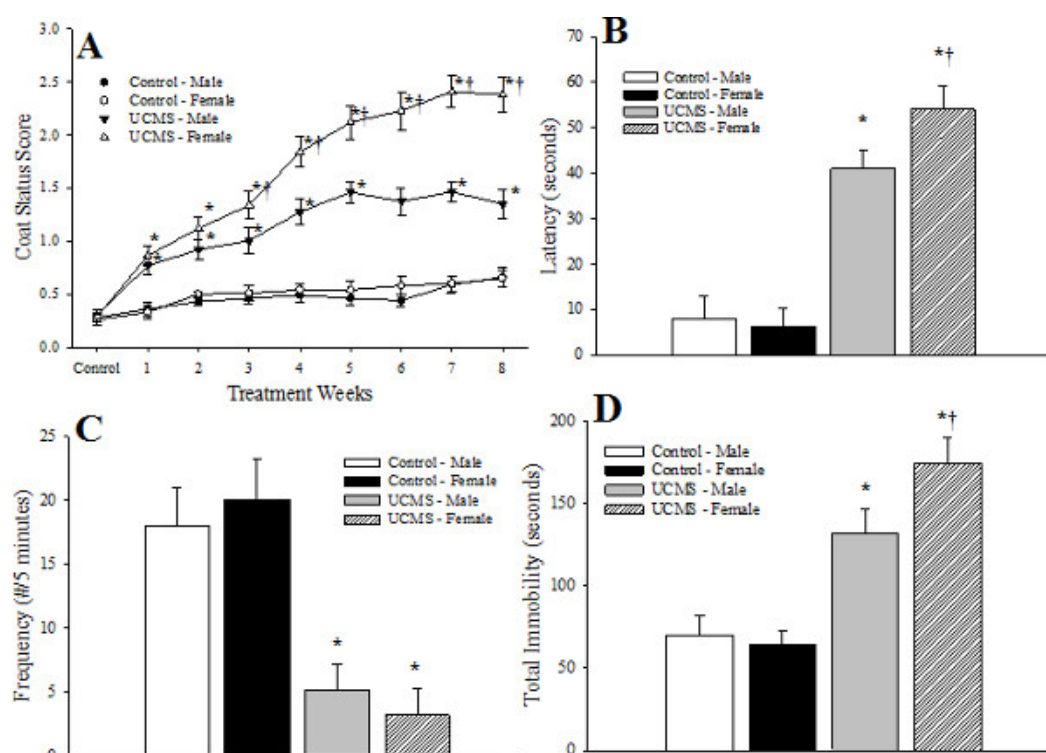 A
Control - Male
Control - Female
UCMS - Male
UCMS - Female
Coat Status Score
3.0
2.5
2.0
1.5
1.0
0.5
0.0
* * * *† *† *† *† *† *†
* * * * * * *
Control 1 2 3 4 5 6 7 8
Treatment Weeks
B
Control - Male
Control - Female
UCMS - Male
UCMS - Female
Latency (seconds)
70
60
50
40
30
20
10
0
*
*†
C
Control - Male
Control - Female
UCMS - Male
UCMS - Female
Frequency (#/5 minutes)
25
20
15
10
5
*
*
D
Control - Male
Control - Female
UCMS - Male
UCMS - Female
Total Immobility (seconds)
200
150
100
50
0
*
*†